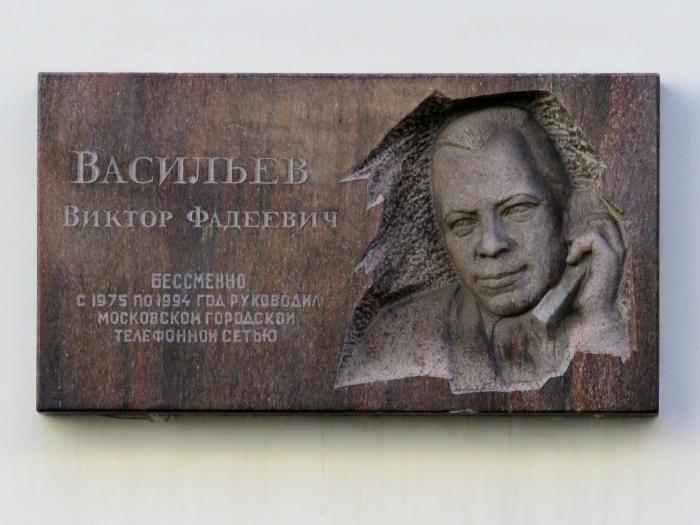 Васильев
Виктор Фадеевич
БЕССМЕННО
С 1975 ПО 1994 ГОД РУКОВОДИЛ
МОСКОВСКОЙ ГОРОДСКОЙ
ТЕЛЕФОННОЙ СЕТЬЮ